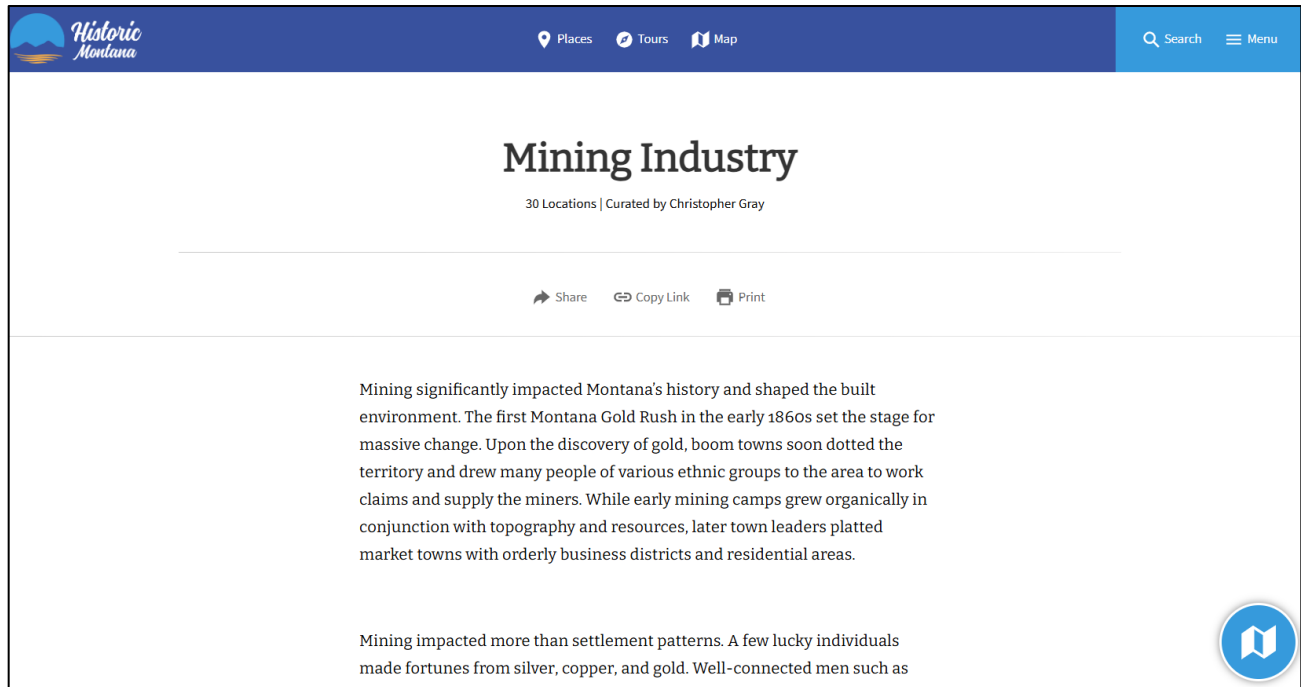 Historic
Montana
Places Tours Map
Search Menu
Mining Industry
30 Locations | Curated by Christopher Gray
Share Copy Link Print
Mining significantly impacted Montana's history and shaped the built
environment. The first Montana Gold Rush in the early 1860s set the stage for
massive change. Upon the discovery of gold, boom towns soon dotted the
territory and drew many people of various ethnic groups to the area to work
claims and supply the miners. While early mining camps grew organically in
conjunction with topography and resources, later town leaders platted
market towns with orderly business districts and residential areas.
Mining impacted more than settlement patterns. A few lucky individuals
made fortunes from silver, copper, and gold. Well-connected men such as